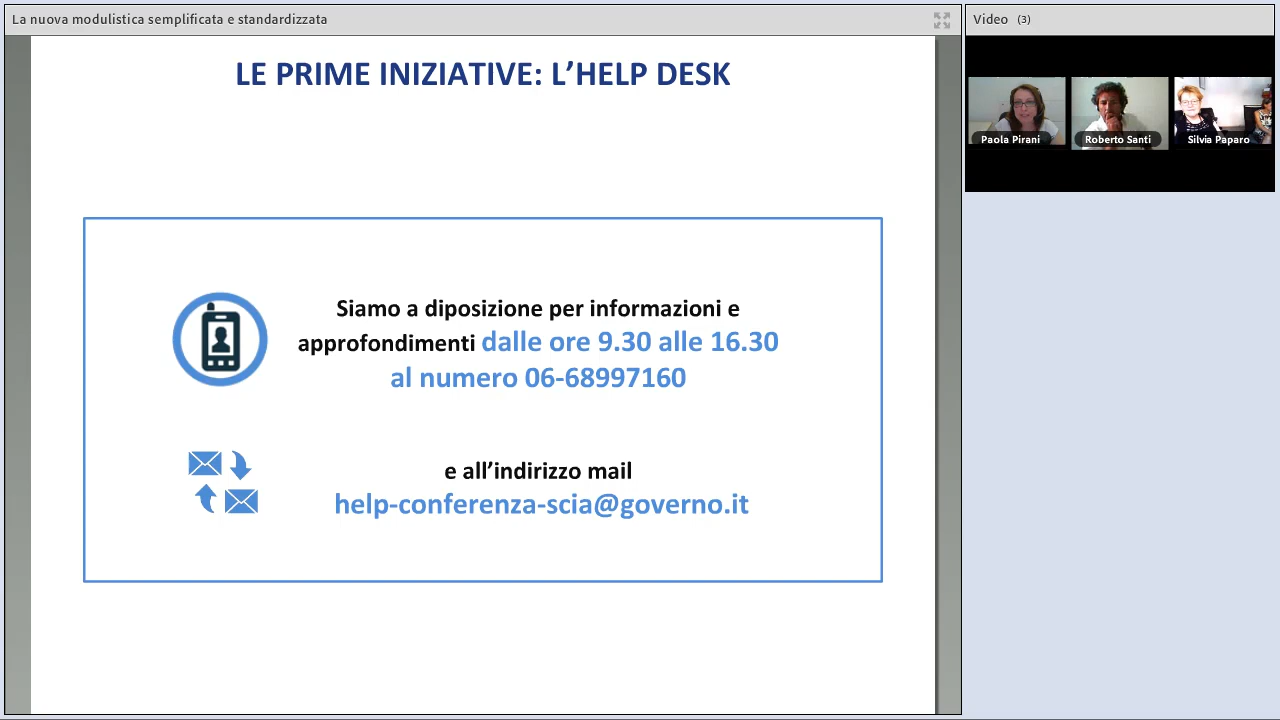 La nuova modulistica semplificata e standardizzata
Video (3)
LE PRIME INIZIATIVE: L’HELP DESK
Paola Pirani
Roberto Santi
Silvia Paparo
Siamo a diposizione per informazioni e
approfondimenti dalle ore 9.30 alle 16.30
al numero 06-68997160
e all’indirizzo mail
help-conferenza-scia@governo.it